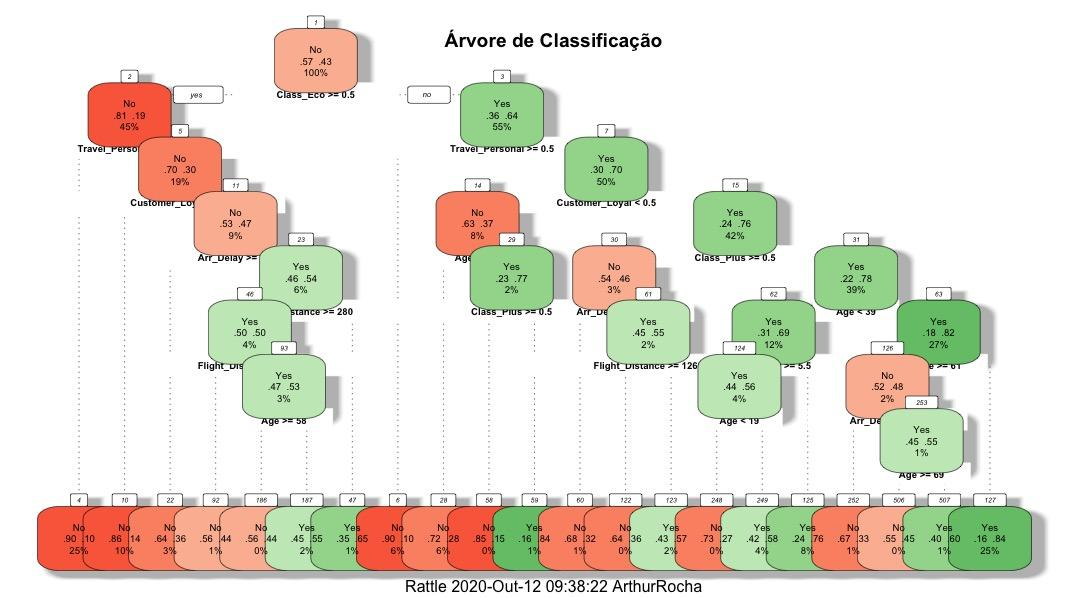 Árvore de Classificação
1
No
.57 .43
100%
Class_Eco >= 0.5
yes
no
2
No
.81 .19
45%
3
Yes
.36 .64
55%
Travel_Personal >= 0.5
5
No
.70 .30
19%
7
Yes
.30 .70
50%
Customer_Loyal < 0.5
11
No
.53 .47
9%
Arr_Delay >=
14
No
.63 .37
8%
15
Yes
.24 .76
42%
Class_Plus >= 0.5
23
Yes
.46 .54
6%
>= 280
29
Yes
.23 .77
2%
Class_Plus >= 0.5
30
No
.54 .46
3%
31
Yes
.22 .78
39%
Age < 39
46
Yes
.50 .50
4%
61
Yes
.45 .55
2%
Flight_Distance >= 126
62
Yes
.31 .69
12%
>= 5.5
63
Yes
.18 .82
27%
>= 61
93
Yes
.47 .53
3%
Age >= 58
124
Yes
.44 .56
4%
Age < 19
126
No
.52 .48
2%
253
Yes
.45 .55
1%
Age >= 69
4 10 22 92 186 187 47 6 28 58 59 60 122 123 248 249 125 252 506 507 127
No No No No No Yes Yes No No No Yes No No Yes No Yes Yes No No Yes Yes
.90 .10 .86 .14 .64 .36 .56 .44 .56 .44 .45 .55 .35 .65 .90 .10 .72 .28 .85 .15 .16 .84 .68 .32 .64 .36 .43 .57 .73 .27 .42 .58 .24 .76 .67 .33 .55 .45 .40 .60 .16 .84
25% 10% 3% 1% 0% 2% 1% 6% 6% 0% 1% 1% 0% 2% 0% 4% 8% 1% 0% 1% 25%
Rattle 2020-Out-12 09:38:22 ArthurRocha